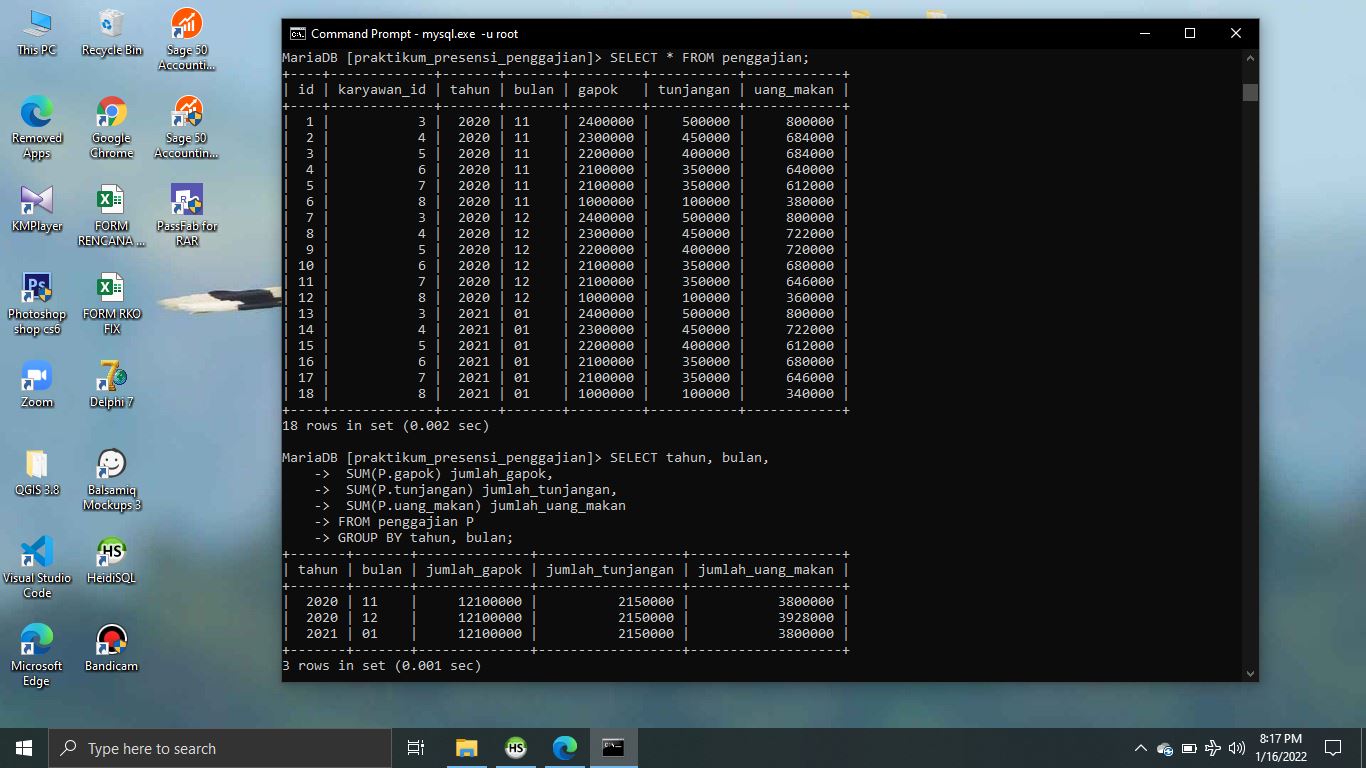 This PC
Recycle Bin
Sage 50
Accounti...
Removed
Apps
Google
Chrome
Sage 50
Accountin...
KMPlayer
FORM
RENCANA ...
PassFab for
RAR
Photoshop
shop cs6
FORM RKO
FIX
Zoom
Delphi 7
QGIS 3.8
Balsamiq
Mockups 3
Visual Studio
Code
HeidiSQL
Microsoft
Edge
Bandicam
Command Prompt - mysql.exe -u root
MariaDB [praktikum_presensi_penggajian]> SELECT * FROM penggajian;
+----+-------------+-------+-------+---------+-----------+------------+
| id | karyawan_id | tahun | bulan | gapok   | tunjangan | uang_makan |
+----+-------------+-------+-------+---------+-----------+------------+
|  1 |           3 |  2020 | 11    | 2400000 |    500000 |     800000 |
|  2 |           4 |  2020 | 11    | 2300000 |    450000 |     684000 |
|  3 |           5 |  2020 | 11    | 2200000 |    400000 |     684000 |
|  4 |           6 |  2020 | 11    | 2100000 |    350000 |     640000 |
|  5 |           7 |  2020 | 11    | 2100000 |    350000 |     612000 |
|  6 |           8 |  2020 | 11    | 1000000 |    100000 |     380000 |
|  7 |           3 |  2020 | 12    | 2400000 |    500000 |     800000 |
|  8 |           4 |  2020 | 12    | 2300000 |    450000 |     722000 |
|  9 |           5 |  2020 | 12    | 2200000 |    400000 |     720000 |
| 10 |           6 |  2020 | 12    | 2100000 |    350000 |     680000 |
| 11 |           7 |  2020 | 12    | 2100000 |    350000 |     646000 |
| 12 |           8 |  2020 | 12    | 1000000 |    100000 |     360000 |
| 13 |           3 |  2021 | 01    | 2400000 |    500000 |     800000 |
| 14 |           4 |  2021 | 01    | 2300000 |    450000 |     722000 |
| 15 |           5 |  2021 | 01    | 2200000 |    400000 |     612000 |
| 16 |           6 |  2021 | 01    | 2100000 |    350000 |     680000 |
| 17 |           7 |  2021 | 01    | 2100000 |    350000 |     646000 |
| 18 |           8 |  2021 | 01    | 1000000 |    100000 |     340000 |
+----+-------------+-------+-------+---------+-----------+------------+
18 rows in set (0.002 sec)
MariaDB [praktikum_presensi_penggajian]> SELECT tahun, bulan,
    ->  SUM(P.gapok) jumlah_gapok,
    ->  SUM(P.tunjangan) jumlah_tunjangan,
    ->  SUM(P.uang_makan) jumlah_uang_makan
    -> FROM penggajian P
    -> GROUP BY tahun, bulan;
+-------+-------+--------------+------------------+-------------------+
| tahun | bulan | jumlah_gapok | jumlah_tunjangan | jumlah_uang_makan |
+-------+-------+--------------+------------------+-------------------+
|  2020 | 11    |     12100000 |          2150000 |           3800000 |
|  2020 | 12    |     12100000 |          2150000 |           3928000 |
|  2021 | 01    |     12100000 |          2150000 |           3800000 |
+-------+-------+--------------+------------------+-------------------+
3 rows in set (0.001 sec)
Type here to search
8:17 PM
1/16/2022